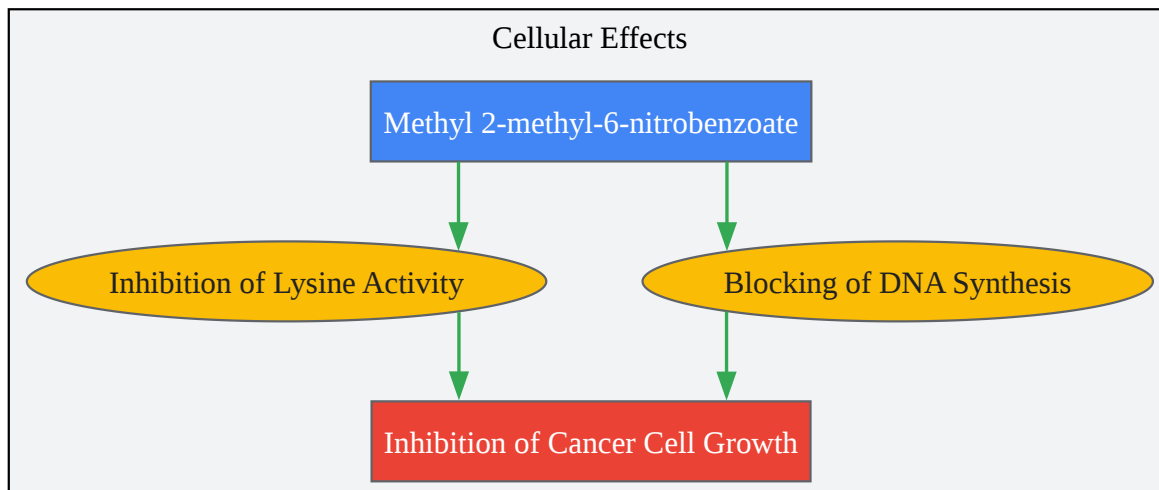 Cellular Effects
Methyl 2-methyl-6-nitrobenzoate
Inhibition of Lysine Activity
Blocking of DNA Synthesis
Inhibition of Cancer Cell Growth